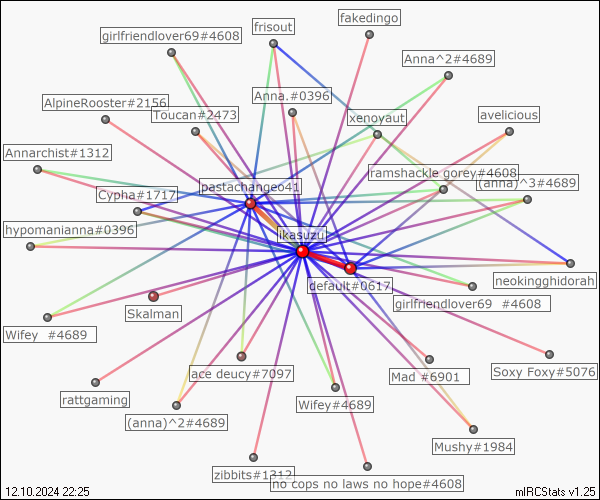 fakedingo
frisout
girlfriendlover69#4608
Anna^2#4689
AlpineRooster#2156
Anna.#0396
Toucan#2473
xenoyaut
avelicious
Annarchist#1312
ramshackle gorey#4608
pastachangeo41
(anna)^3#4689
Cypha#1717
hypomanianna#0396
ikasuzu
neokingghidorah
default#0617
girlfriendlover69 #4608
Skalman
Wifey #4689
ace deucy#7097
Mad #6901
Soxy Foxy#5076
rattgaming
Wifey#4689
(anna)^2#4689
Mushy#1984
zibbits#1312
no cops no laws no hope#4608
12.10.2024 22:25
mIRCStats v1.25